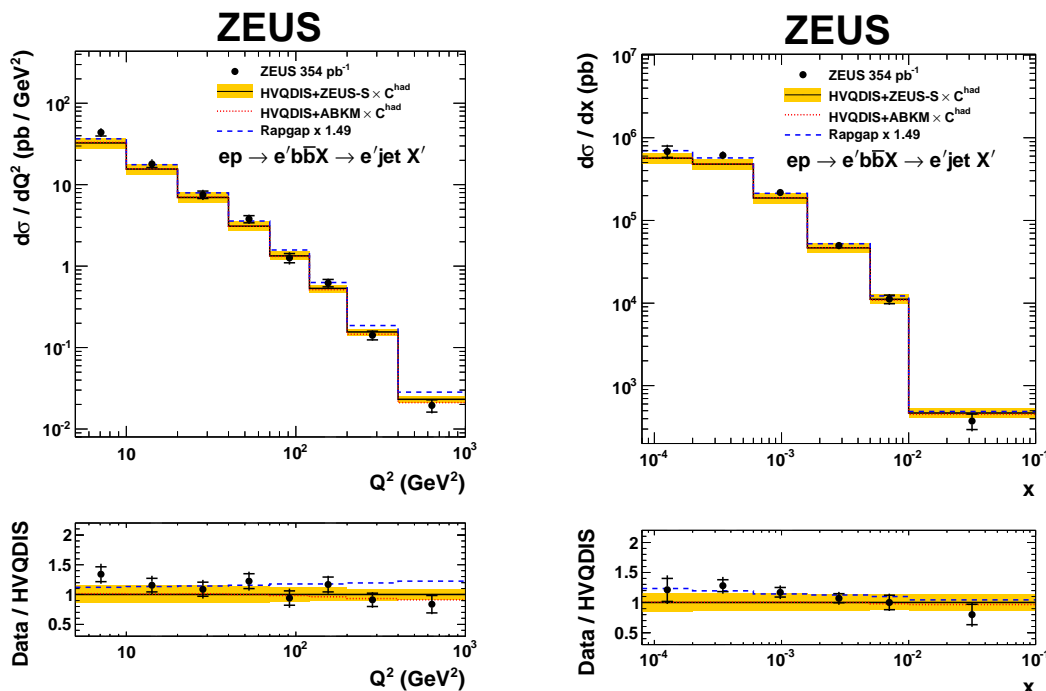 ZEUS
dσ / dQ² (pb / GeV²)
10²
10
1
10⁻¹
10⁻²
ZEUS 354 pb⁻¹
HVQDIS+ZEUS-S × C^had
HVQDIS+ABKM × C^had
Rapgap x 1.49
ep → e′bb̅X → e′jet X′
10
10²
10³
Q² (GeV²)
Data / HVQDIS
2
1.5
1
0.5
10
10²
10³
Q² (GeV²)
ZEUS
dσ / dx (pb)
10⁷
10⁶
10⁵
10⁴
10³
ZEUS 354 pb⁻¹
HVQDIS+ZEUS-S × C^had
HVQDIS+ABKM × C^had
Rapgap x 1.49
ep → e′bb̅X → e′jet X′
10⁻⁴
10⁻³
10⁻²
10⁻¹
x
Data / HVQDIS
2
1.5
1
0.5
10⁻⁴
10⁻³
10⁻²
10⁻¹
x